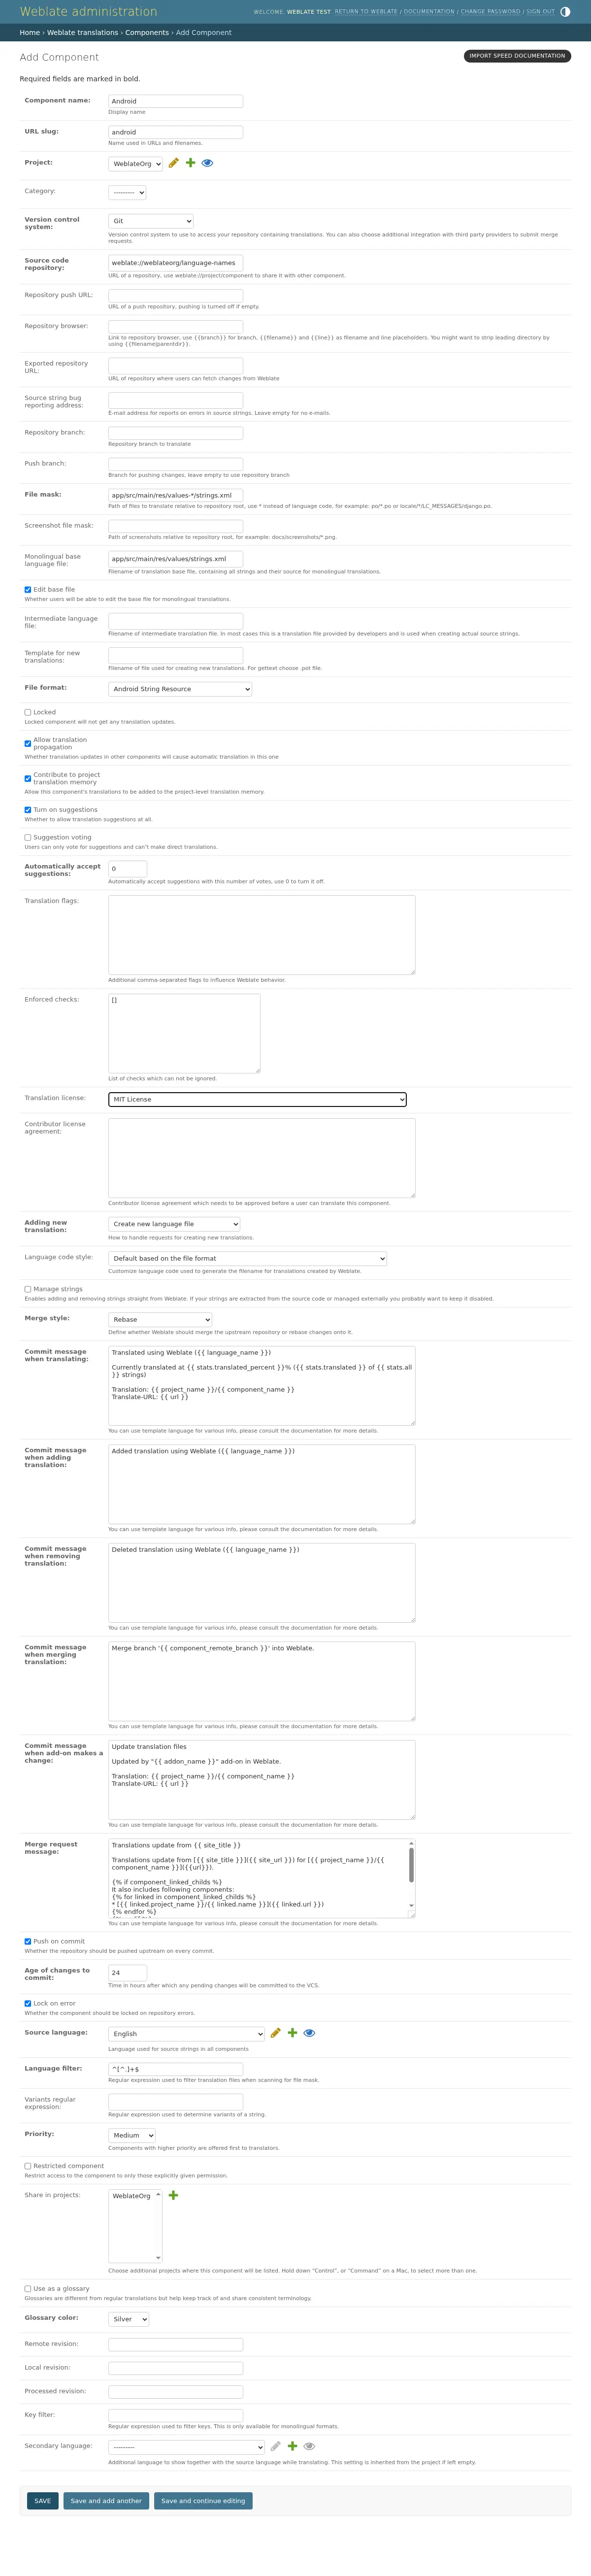 Weblate administration
WELCOME, WEBLATE TEST. RETURN TO WEBLATE / DOCUMENTATION / CHANGE PASSWORD / SIGN OUT
Home › Weblate translations › Components › Add Component
Add Component
IMPORT SPEED DOCUMENTATION
Required fields are marked in bold.
Component name:
Android
Display name
URL slug:
android
Name used in URLs and filenames.
Project:
WeblateOrg
Category:
---------
Version control
system:
Git
Version control system to use to access your repository containing translations. You can also choose additional integration with third party providers to submit merge
requests.
Source code
repository:
weblate://weblateorg/language-names
URL of a repository, use weblate://project/component to share it with other component.
Repository push URL:
URL of a push repository, pushing is turned off if empty.
Repository browser:
Link to repository browser, use {{branch}} for branch, {{filename}} and {{line}} as filename and line placeholders. You might want to strip leading directory by
using {{filename|parentdir}}.
Exported repository
URL:
URL of repository where users can fetch changes from Weblate
Source string bug
reporting address:
E-mail address for reports on errors in source strings. Leave empty for no e-mails.
Repository branch:
Repository branch to translate
Push branch:
Branch for pushing changes, leave empty to use repository branch
File mask:
app/src/main/res/values-*/strings.xml
Path of files to translate relative to repository root, use * instead of language code, for example: po/*.po or locale/*/LC_MESSAGES/django.po.
Screenshot file mask:
Path of screenshots relative to repository root, for example: docs/screenshots/*.png.
Monolingual base
language file:
app/src/main/res/values/strings.xml
Filename of translation base file, containing all strings and their source for monolingual translations.
Edit base file
Whether users will be able to edit the base file for monolingual translations.
Intermediate language
file:
Filename of intermediate translation file. In most cases this is a translation file provided by developers and is used when creating actual source strings.
Template for new
translations:
Filename of file used for creating new translations. For gettext choose .pot file.
File format:
Android String Resource
Locked
Locked component will not get any translation updates.
Allow translation
propagation
Whether translation updates in other components will cause automatic translation in this one
Contribute to project
translation memory
Allow this component's translations to be added to the project-level translation memory.
Turn on suggestions
Whether to allow translation suggestions at all.
Suggestion voting
Users can only vote for suggestions and can't make direct translations.
Automatically accept
suggestions:
0
Automatically accept suggestions with this number of votes, use 0 to turn it off.
Translation flags:
Additional comma-separated flags to influence Weblate behavior.
Enforced checks:
[]
List of checks which can not be ignored.
Translation license:
MIT License
Contributor license
agreement:
Contributor license agreement which needs to be approved before a user can translate this component.
Adding new
translation:
Create new language file
How to handle requests for creating new translations.
Language code style:
Default based on the file format
Customize language code used to generate the filename for translations created by Weblate.
Manage strings
Enables adding and removing strings straight from Weblate. If your strings are extracted from the source code or managed externally you probably want to keep it disabled.
Merge style:
Rebase
Define whether Weblate should merge the upstream repository or rebase changes onto it.
Commit message
when translating:
Translated using Weblate ({{ language_name }})
Currently translated at {{ stats.translated_percent }}% ({{ stats.translated }} of {{ stats.all
}} strings)
Translation: {{ project_name }}/{{ component_name }}
Translate-URL: {{ url }}
You can use template language for various info, please consult the documentation for more details.
Commit message
when adding
translation:
Added translation using Weblate ({{ language_name }})
You can use template language for various info, please consult the documentation for more details.
Commit message
when removing
translation:
Deleted translation using Weblate ({{ language_name }})
You can use template language for various info, please consult the documentation for more details.
Commit message
when merging
translation:
Merge branch '{{ component_remote_branch }}' into Weblate.
You can use template language for various info, please consult the documentation for more details.
Commit message
when add-on makes a
change:
Update translation files
Updated by "{{ addon_name }}" add-on in Weblate.
Translation: {{ project_name }}/{{ component_name }}
Translate-URL: {{ url }}
You can use template language for various info, please consult the documentation for more details.
Merge request
message:
Translations update from {{ site_title }}
Translations update from [{{ site_title }}]({{ site_url }}) for [{{ project_name }}/{{
component_name }}]({{url}}).
{% if component_linked_childs %}
It also includes following components:
{% for linked in component_linked_childs %}
* [{{ linked.project_name }}/{{ linked.name }}]({{ linked.url }})
{% endfor %}
You can use template language for various info, please consult the documentation for more details.
Push on commit
Whether the repository should be pushed upstream on every commit.
Age of changes to
commit:
24
Time in hours after which any pending changes will be committed to the VCS.
Lock on error
Whether the component should be locked on repository errors.
Source language:
English
Language used for source strings in all components
Language filter:
^[^.]+$
Regular expression used to filter translation files when scanning for file mask.
Variants regular
expression:
Regular expression used to determine variants of a string.
Priority:
Medium
Components with higher priority are offered first to translators.
Restricted component
Restrict access to the component to only those explicitly given permission.
Share in projects:
WeblateOrg
Choose additional projects where this component will be listed. Hold down "Control", or "Command" on a Mac, to select more than one.
Use as a glossary
Glossaries are different from regular translations but help keep track of and share consistent terminology.
Glossary color:
Silver
Remote revision:
Local revision:
Processed revision:
Key filter:
Regular expression used to filter keys. This is only available for monolingual formats.
Secondary language:
---------
Additional language to show together with the source language while translating. This setting is inherited from the project if left empty.
SAVE
Save and add another
Save and continue editing